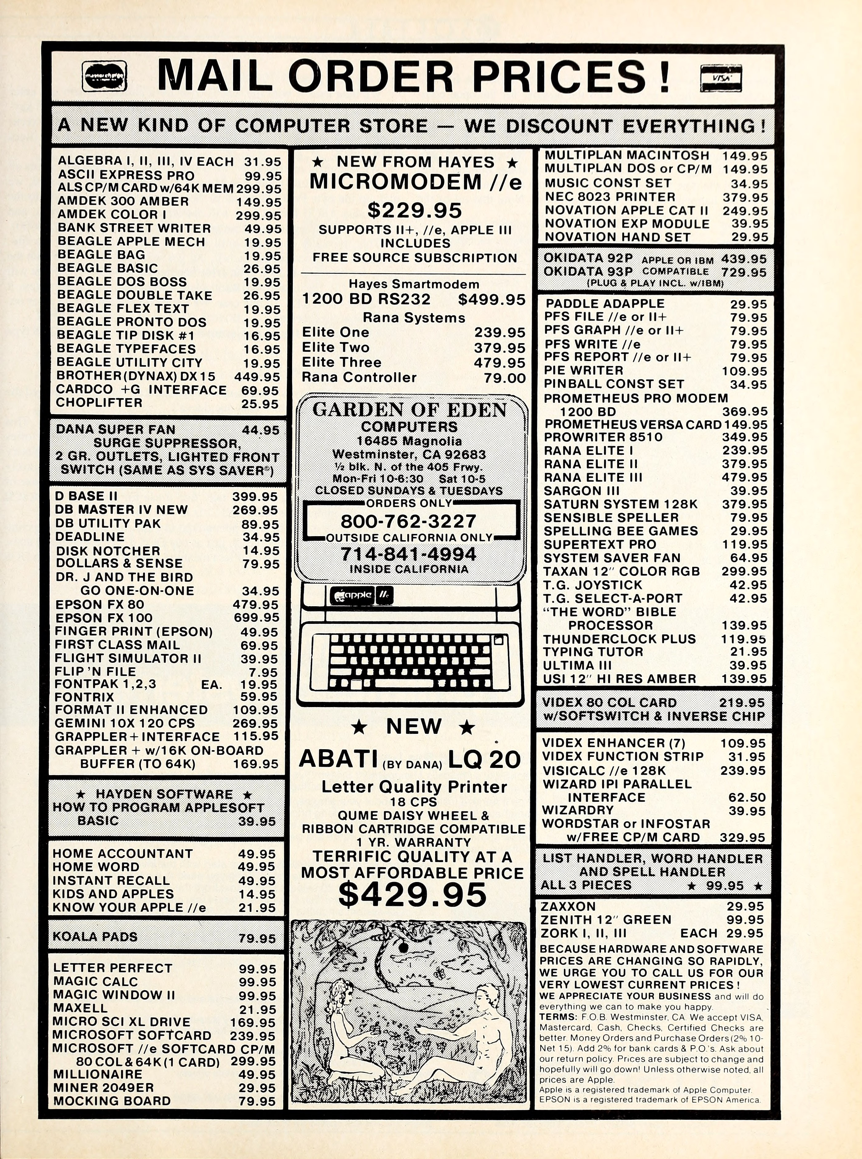 master charge
MAIL ORDER PRICES!
VISA
A NEW KIND OF COMPUTER STORE — WE DISCOUNT EVERYTHING!
ALGEBRA I, II, III, IV EACH 31.95
ASCII EXPRESS PRO 99.95
ALS CP/M CARD w/64K MEM 299.95
AMDEK 300 AMBER 149.95
AMDEK COLOR I 299.95
BANK STREET WRITER 49.95
BEAGLE APPLE MECH 19.95
BEAGLE BAG 19.95
BEAGLE BASIC 26.95
BEAGLE DOS BOSS 19.95
BEAGLE DOUBLE TAKE 26.95
BEAGLE FLEX TEXT 19.95
BEAGLE PRONTO DOS 19.95
BEAGLE TIP DISK #1 16.95
BEAGLE TYPEFACES 16.95
BEAGLE UTILITY CITY 19.95
BROTHER (DYNAX) DX 15 449.95
CARDCO +G INTERFACE 69.95
CHOPLIFTER 25.95
DANA SUPER FAN 44.95
SURGE SUPPRESSOR,
2 GR. OUTLETS, LIGHTED FRONT
SWITCH (SAME AS SYS SAVER®)
D BASE II 399.95
DB MASTER IV NEW 269.95
DB UTILITY PAK 89.95
DEADLINE 34.95
DISK NOTCHER 14.95
DOLLARS & SENSE 79.95
DR. J AND THE BIRD
GO ONE-ON-ONE 34.95
EPSON FX 80 479.95
EPSON FX 100 699.95
FINGER PRINT (EPSON) 49.95
FIRST CLASS MAIL 69.95
FLIGHT SIMULATOR II 39.95
FLIP 'N FILE 7.95
FONTPAK 1,2,3 EA. 19.95
FONTRIX 59.95
FORMAT II ENHANCED 109.95
GEMINI 10X 120 CPS 269.95
GRAPPLER + INTERFACE 115.95
GRAPPLER + w/16K ON-BOARD
BUFFER (TO 64K) 169.95
★ HAYDEN SOFTWARE ★
HOW TO PROGRAM APPLESOFT
BASIC 39.95
HOME ACCOUNTANT 49.95
HOME WORD 49.95
INSTANT RECALL 49.95
KIDS AND APPLES 14.95
KNOW YOUR APPLE //e 21.95
KOALA PADS 79.95
LETTER PERFECT 99.95
MAGIC CALC 99.95
MAGIC WINDOW II 99.95
MAXELL 21.95
MICRO SCI XL DRIVE 169.95
MICROSOFT SOFTCARD 239.95
MICROSOFT //e SOFTCARD CP/M
80 COL & 64K (1 CARD) 299.95
MILLIONAIRE 49.95
MINER 2049ER 29.95
MOCKING BOARD 79.95
★ NEW FROM HAYES ★
MICROMODEM //e
$229.95
SUPPORTS II+, //e, APPLE III
INCLUDES
FREE SOURCE SUBSCRIPTION
Hayes Smartmodem
1200 BD RS232 $499.95
Rana Systems
Elite One 239.95
Elite Two 379.95
Elite Three 479.95
Rana Controller 79.00
GARDEN OF EDEN
COMPUTERS
16485 Magnolia
Westminster, CA 92683
½ blk. N. of the 405 Frwy.
Mon-Fri 10-6:30 Sat 10-5
CLOSED SUNDAYS & TUESDAYS
ORDERS ONLY
800-762-3227
OUTSIDE CALIFORNIA ONLY
714-841-4994
INSIDE CALIFORNIA
apple //e
★ NEW ★
ABATI (BY DANA) LQ 20
Letter Quality Printer
18 CPS
QUME DAISY WHEEL &
RIBBON CARTRIDGE COMPATIBLE
1 YR. WARRANTY
TERRIFIC QUALITY AT A
MOST AFFORDABLE PRICE
$429.95
MULTIPLAN MACINTOSH 149.95
MULTIPLAN DOS or CP/M 149.95
MUSIC CONST SET 34.95
NEC 8023 PRINTER 379.95
NOVATION APPLE CAT II 249.95
NOVATION EXP MODULE 39.95
NOVATION HAND SET 29.95
OKIDATA 92P APPLE OR IBM 439.95
OKIDATA 93P COMPATIBLE 729.95
(PLUG & PLAY INCL. w/IBM)
PADDLE ADAPPLE 29.95
PFS FILE //e or II+ 79.95
PFS GRAPH //e or II+ 79.95
PFS WRITE //e 79.95
PFS REPORT //e or II+ 79.95
PIE WRITER 109.95
PINBALL CONST SET 34.95
PROMETHEUS PRO MODEM
1200 BD 369.95
PROMETHEUS VERSA CARD 149.95
PROWRITER 8510 349.95
RANA ELITE I 239.95
RANA ELITE II 379.95
RANA ELITE III 479.95
SARGON III 39.95
SATURN SYSTEM 128K 379.95
SENSIBLE SPELLER 79.95
SPELLING BEE GAMES 29.95
SUPERTEXT PRO 119.95
SYSTEM SAVER FAN 64.95
TAXAN 12" COLOR RGB 299.95
T.G. JOYSTICK 42.95
T.G. SELECT-A-PORT 42.95
"THE WORD" BIBLE
PROCESSOR 139.95
THUNDERCLOCK PLUS 119.95
TYPING TUTOR 21.95
ULTIMA III 39.95
USI 12" HI RES AMBER 139.95
VIDEX 80 COL CARD 219.95
w/SOFTSWITCH & INVERSE CHIP
VIDEX ENHANCER (7) 109.95
VIDEX FUNCTION STRIP 31.95
VISICALC //e 128K 239.95
WIZARD IPI PARALLEL
INTERFACE 62.50
WIZARDRY 39.95
WORDSTAR or INFOSTAR
w/FREE CP/M CARD 329.95
LIST HANDLER, WORD HANDLER
AND SPELL HANDLER
ALL 3 PIECES ★ 99.95 ★
ZAXXON 29.95
ZENITH 12" GREEN 99.95
ZORK I, II, III EACH 29.95
BECAUSE HARDWARE AND SOFTWARE
PRICES ARE CHANGING SO RAPIDLY,
WE URGE YOU TO CALL US FOR OUR
VERY LOWEST CURRENT PRICES!
WE APPRECIATE YOUR BUSINESS and will do
everything we can to make you happy.
TERMS: F.O.B. Westminster, CA. We accept VISA,
Mastercard, Cash, Checks. Certified Checks are
better. Money Orders and Purchase Orders (2% 10-
Net 15). Add 2% for bank cards & P.O.'s. Ask about
our return policy. Prices are subject to change and
hopefully will go down! Unless otherwise noted, all
prices are Apple.
Apple is a registered trademark of Apple Computer.
EPSON is a registered trademark of EPSON America.